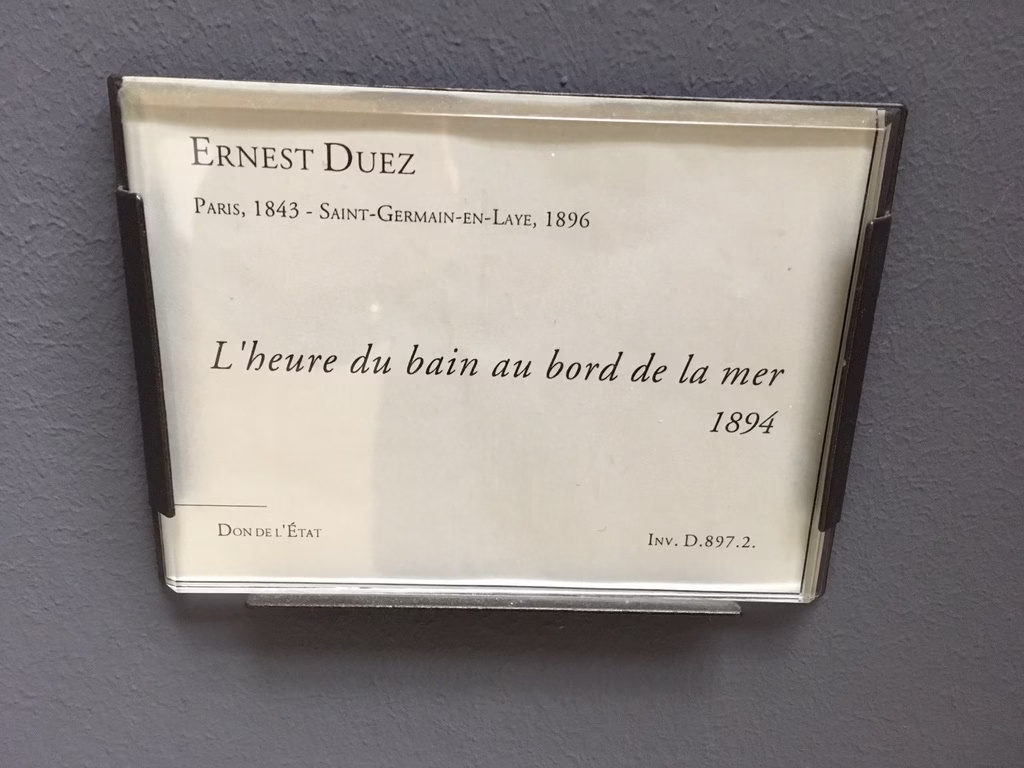 Ernest Duez
Paris, 1843 - Saint-Germain-en-Laye, 1896
L'heure du bain au bord de la mer
1894
Don de l'État
Inv. D.897.2.